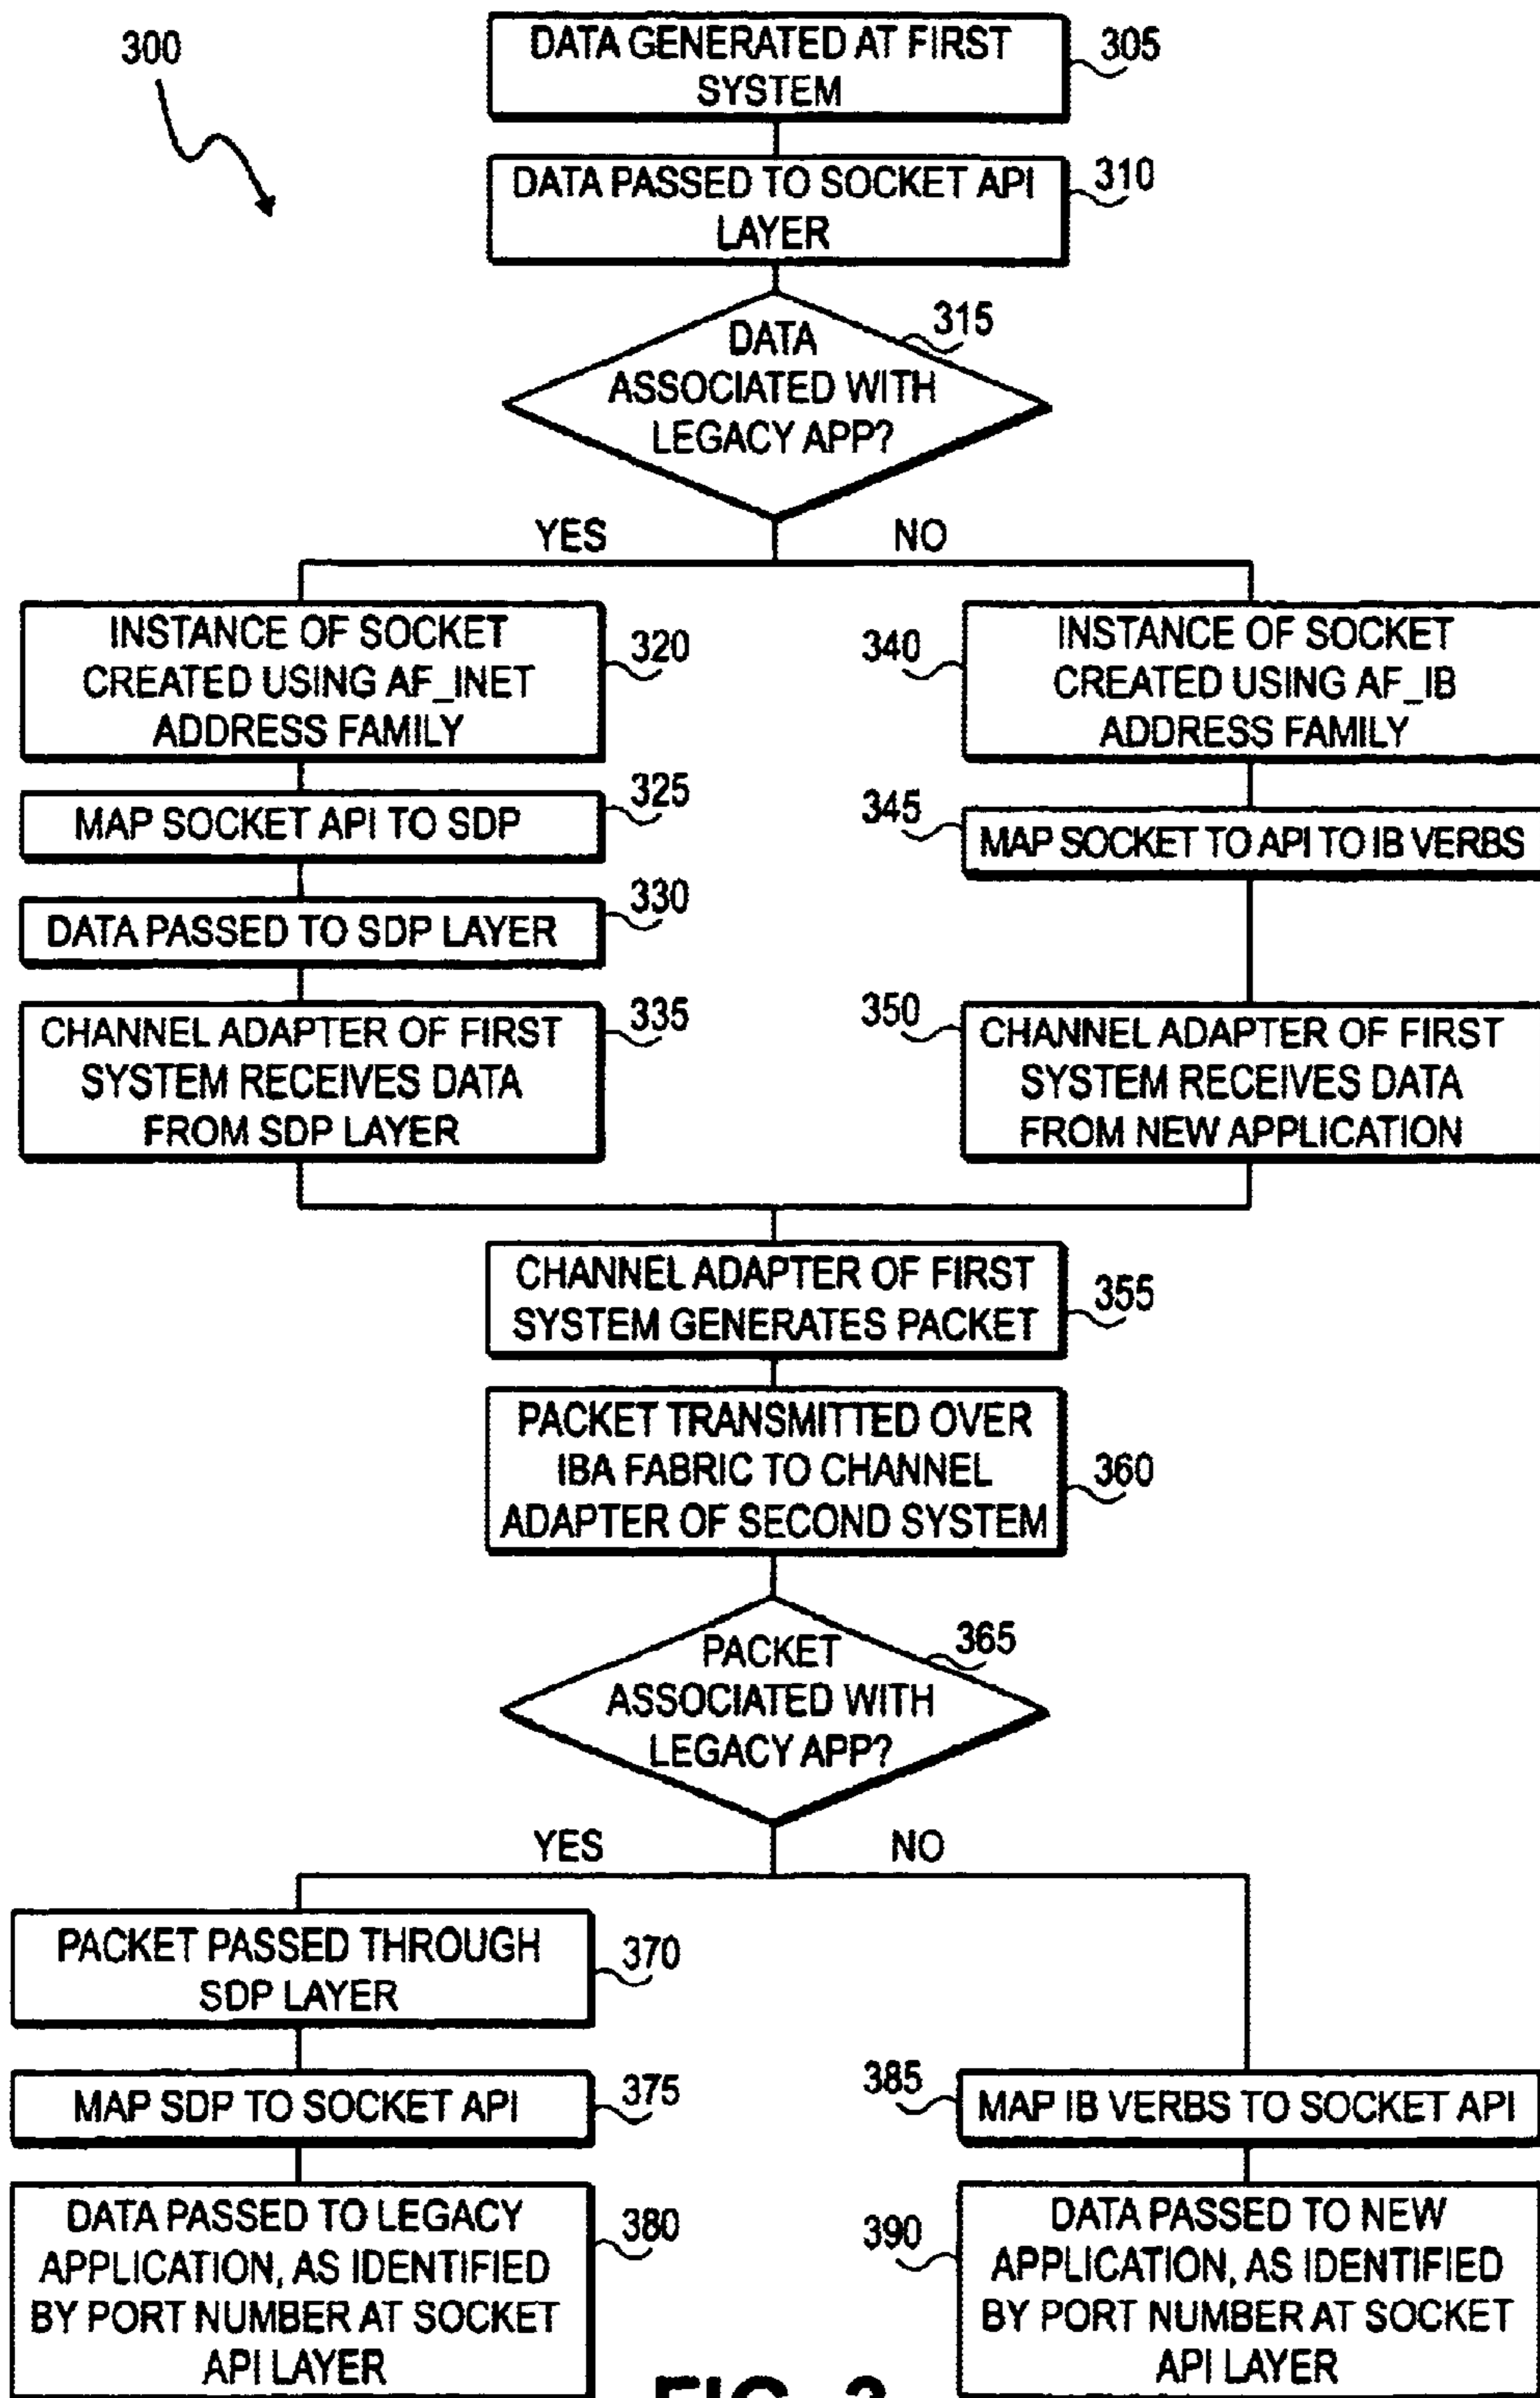 300
DATA GENERATED AT FIRST
SYSTEM
305
DATA PASSED TO SOCKET API
LAYER
310
DATA
ASSOCIATED WITH
LEGACY APP?
315
YES
NO
INSTANCE OF SOCKET
CREATED USING AF_INET
ADDRESS FAMILY
320
MAP SOCKET API TO SDP
325
DATA PASSED TO SDP LAYER
330
CHANNEL ADAPTER OF FIRST
SYSTEM RECEIVES DATA
FROM SDP LAYER
335
340
INSTANCE OF SOCKET
CREATED USING AF_IB
ADDRESS FAMILY
345
MAP SOCKET TO API TO IB VERBS
350
CHANNEL ADAPTER OF FIRST
SYSTEM RECEIVES DATA
FROM NEW APPLICATION
CHANNEL ADAPTER OF FIRST
SYSTEM GENERATES PACKET
355
PACKET TRANSMITTED OVER
IBA FABRIC TO CHANNEL
ADAPTER OF SECOND SYSTEM
360
PACKET
ASSOCIATED WITH
LEGACY APP?
365
YES
NO
PACKET PASSED THROUGH
SDP LAYER
370
MAP SDP TO SOCKET API
375
DATA PASSED TO LEGACY
APPLICATION, AS IDENTIFIED
BY PORT NUMBER AT SOCKET
API LAYER
380
385
MAP IB VERBS TO SOCKET API
390
DATA PASSED TO NEW
APPLICATION, AS IDENTIFIED
BY PORT NUMBER AT SOCKET
API LAYER
FIG. 3